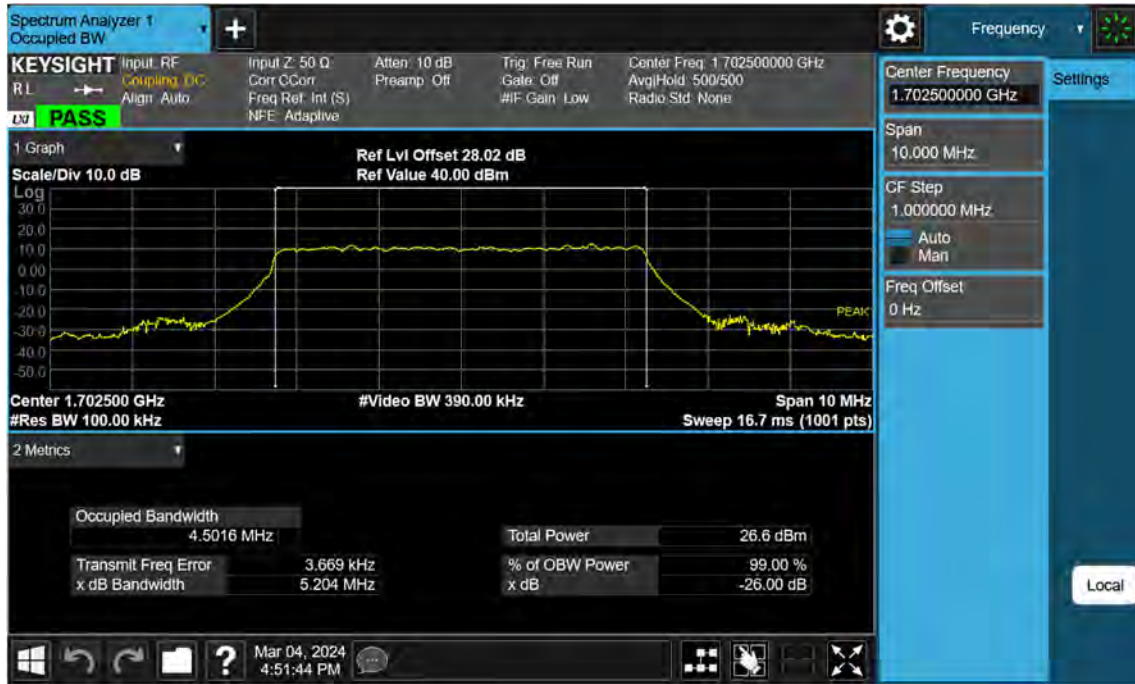 Spectrum Analyzer 1
Occupied BW
+
Frequency
KEYSIGHT
RL
LXI PASS
Input: RF
Coupling: DC
Align: Auto
Input Z: 50 Ω
Corr CCorr
Freq Ref: Int (S)
NFE: Adaptive
Atten: 10 dB
Preamp: Off
Trig: Free Run
Gate: Off
#IF Gain: Low
Center Freq: 1.702500000 GHz
Avg|Hold: 500/500
Radio Std: None
Center Frequency
1.702500000 GHz
Settings
Span
10.000 MHz
CF Step
1.000000 MHz
Auto
Man
Freq Offset
0 Hz
Local
1 Graph
Scale/Div 10.0 dB
Ref Lvl Offset 28.02 dB
Ref Value 40.00 dBm
Log
30.0
20.0
10.0
0.00
-10.0
-20.0
-30.0
-40.0
-50.0
PEAK
Center 1.702500 GHz
#Video BW 390.00 kHz
Span 10 MHz
#Res BW 100.00 kHz
Sweep 16.7 ms (1001 pts)
2 Metrics
Occupied Bandwidth
4.5016 MHz
Total Power 26.6 dBm
Transmit Freq Error 3.669 kHz
% of OBW Power 99.00 %
x dB Bandwidth 5.204 MHz
x dB -26.00 dB
?
Mar 04, 2024
4:51:44 PM